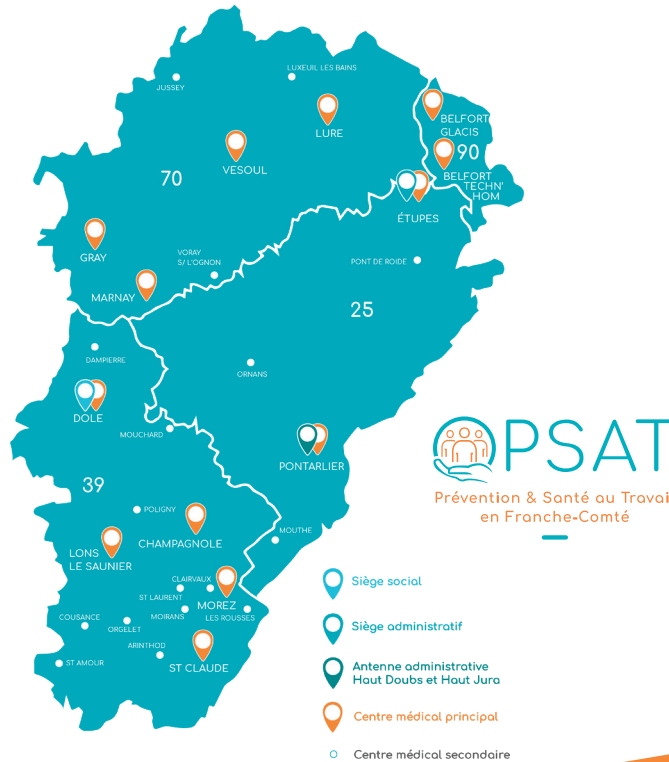 LUXEUIL LES BAINS
JUSSEY
LURE
BELFORT
GLACIS
90
VESOUL
BELFORT
TECHN'
HOM
70
ÉTUPES
GRAY
VORAY
S/ L'OGNON
PONT DE ROIDE
MARNAY
25
DAMPIERRE
ORNANS
DOLE
MOUCHARD
PONTARLIER
39
POLIGNY
CHAMPAGNOLE
MOUTHE
LONS
LE SAUNIER
CLAIRVAUX
ST LAURENT
MOREZ
MOIRANS
LES ROUSSES
COUSANCE
ORGELET
ARINTHOD
ST AMOUR
ST CLAUDE
OPSAT
Prévention & Santé au Travai
en Franche-Comté
Siège social
Siège administratif
Antenne administrative
Haut Doubs et Haut Jura
Centre médical principal
Centre médical secondaire